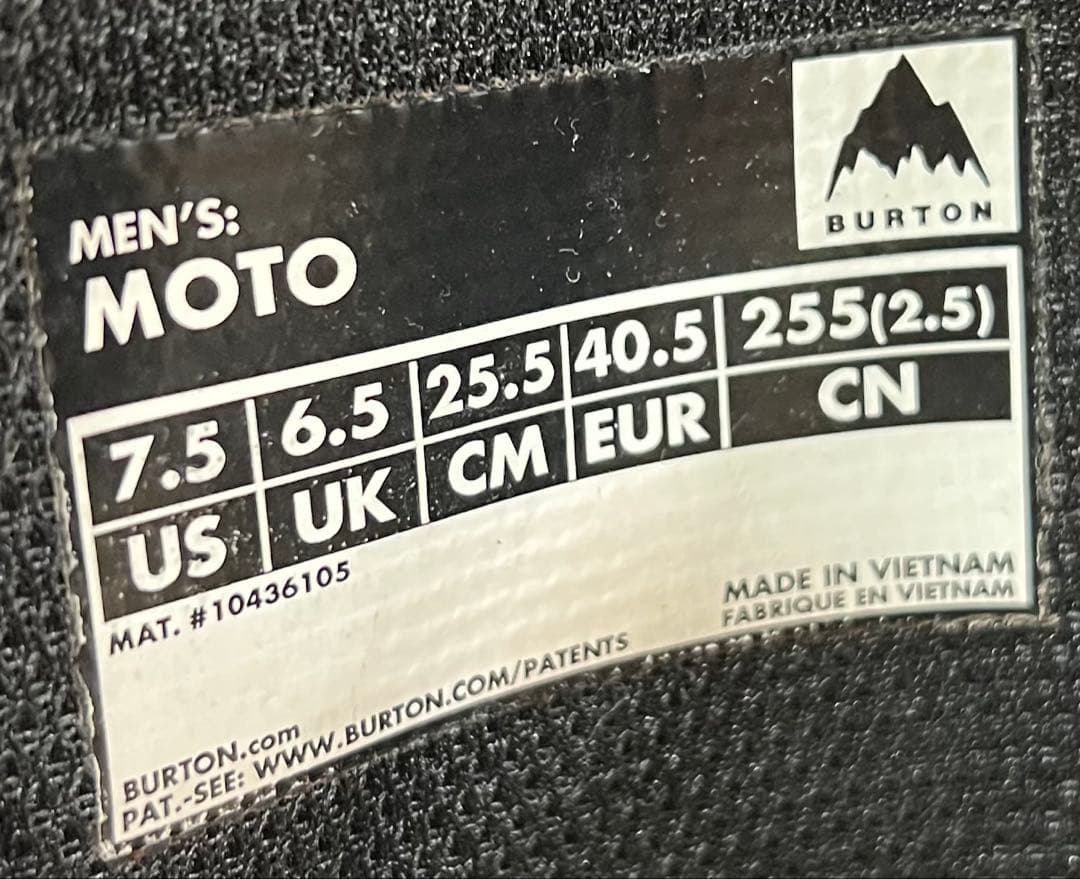 BURTON
MEN'S:
MOTO
7.5 6.5 25.5 40.5 255(2.5)
US UK CM EUR CN
MAT. #10436105
MADE IN VIETNAM
FABRIQUE EN VIETNAM
BURTON.com
PAT.-SEE: WWW.BURTON.COM/PATENTS